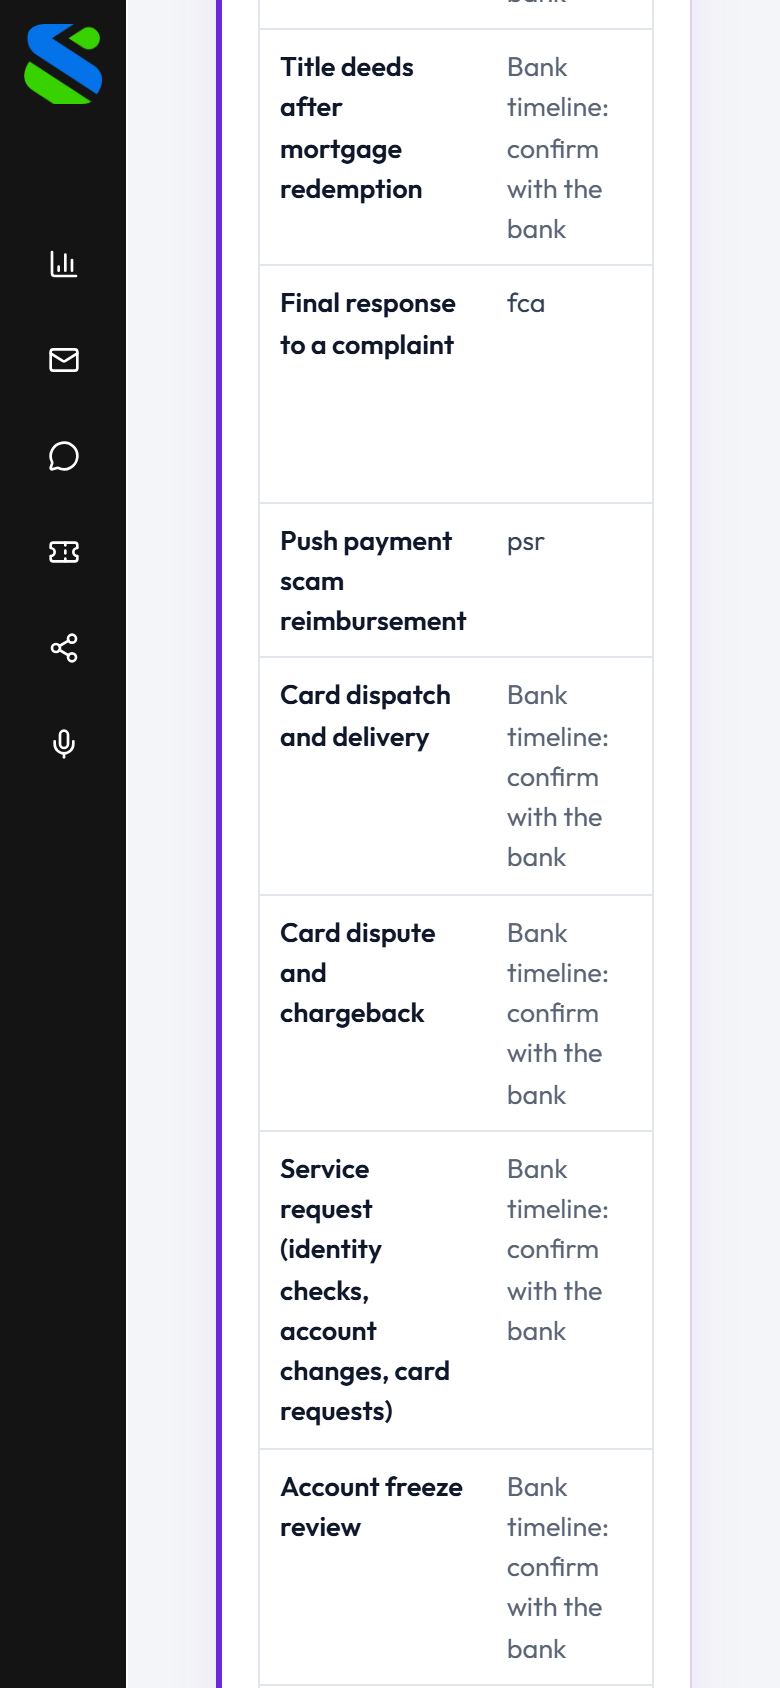 Title deeds
after
mortgage
redemption
Bank
timeline:
confirm
with the
bank
Final response
to a complaint
fca
Push payment
scam
reimbursement
psr
Card dispatch
and delivery
Bank
timeline:
confirm
with the
bank
Card dispute
and
chargeback
Bank
timeline:
confirm
with the
bank
Service
request
(identity
checks,
account
changes, card
requests)
Bank
timeline:
confirm
with the
bank
Account freeze
review
Bank
timeline:
confirm
with the
bank